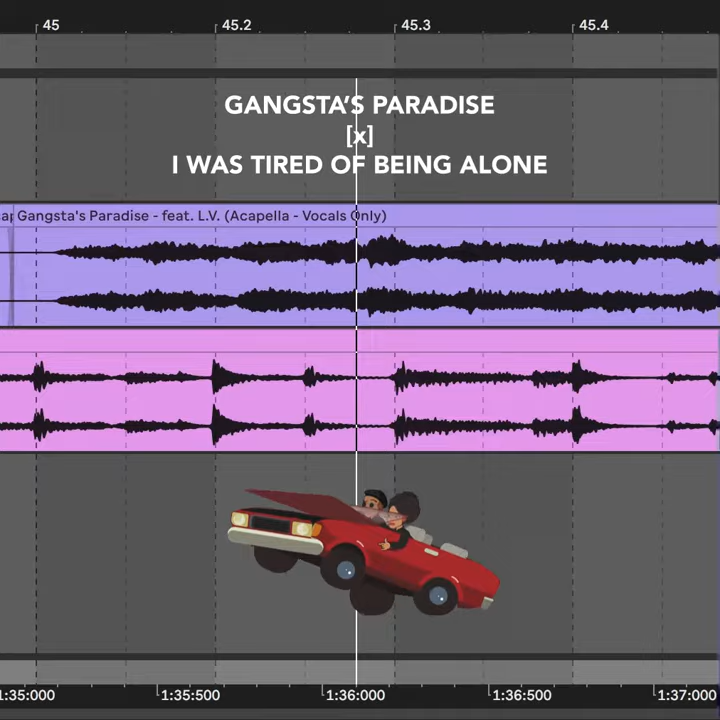 45 45.2 45.3 45.4
GANGSTA'S PARADISE
[x]
I WAS TIRED OF BEING ALONE
Gangsta's Paradise - feat. L.V. (Acapella - Vocals Only)
1:35:000 1:35:500 1:36:000 1:36:500 1:37:000